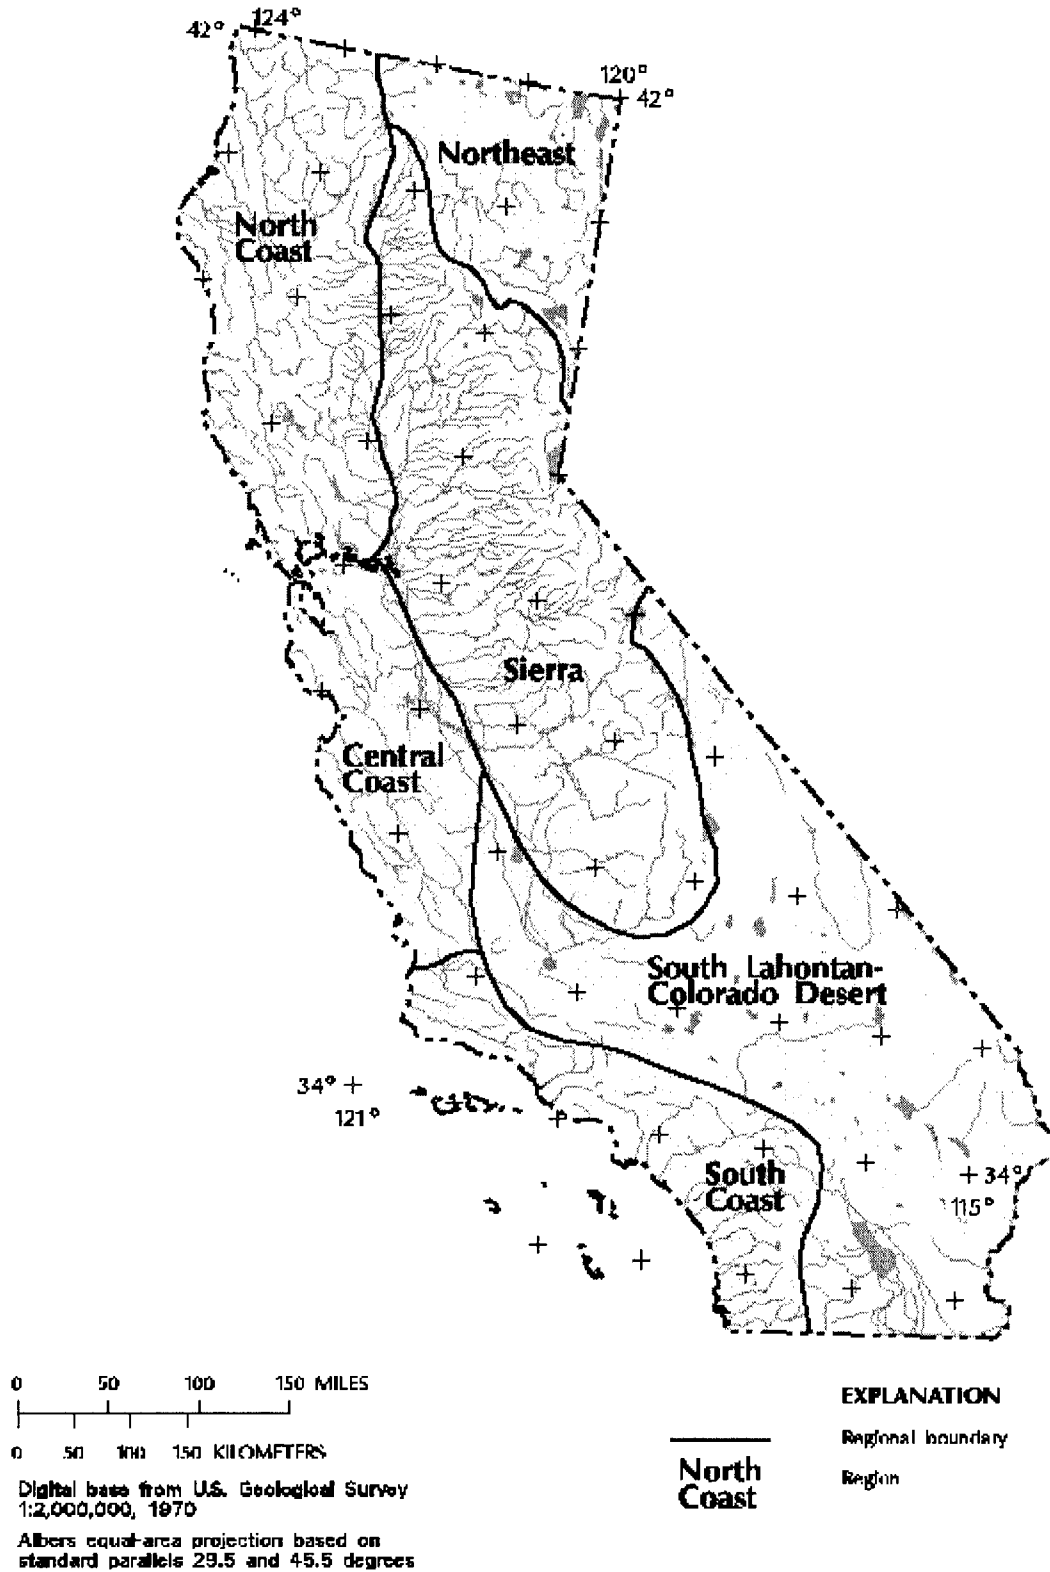 42° 124°
120°
42°
Northeast
North
Coast
Sierra
Central
Coast
South Lahontan-
Colorado Desert
34°
121°
34°
115°
South
Coast
0 50 100 150 MILES
0 50 100 150 KILOMETERS
Digital base from U.S. Geological Survey
1:2,000,000, 1970
Albers equal-area projection based on
standard parallels 29.5 and 45.5 degrees
EXPLANATION
Regional boundary
North
Coast
Region